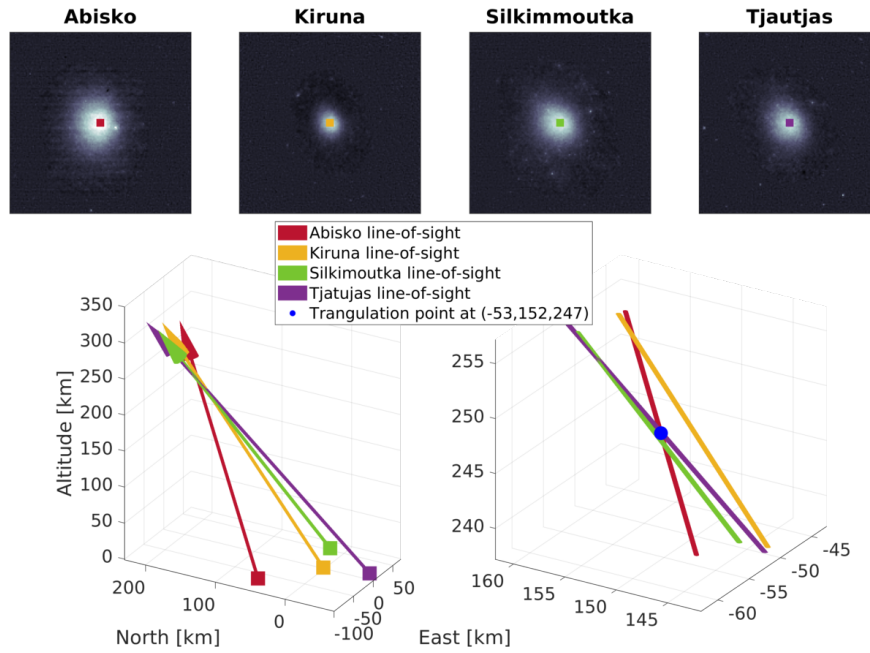 Abisko Kiruna Silkimmoutka Tjautjas
Abisko line-of-sight
Kiruna line-of-sight
Silkimoutka line-of-sight
Tjatujas line-of-sight
Trangulation point at (-53,152,247)
350
300
250
200
150
100
50
0
Altitude [km]
200 100 0
North [km]
-100 -50 0 50
East [km]
255
250
245
240
160 155 150 145
-60 -55 -50 -45